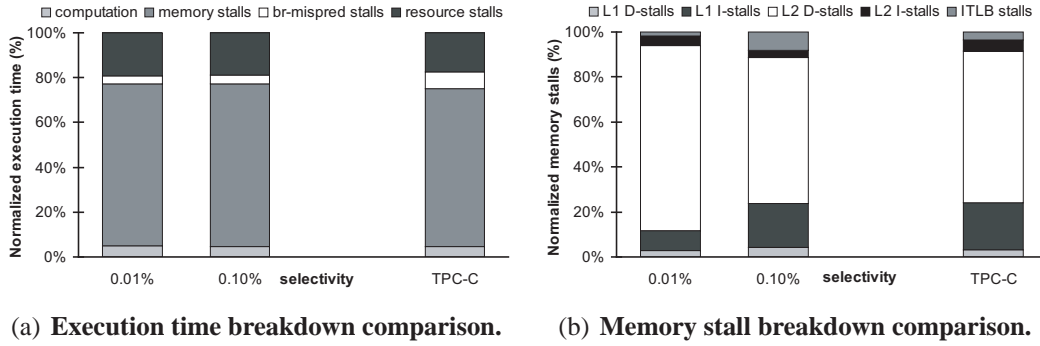 computation memory stalls br-mispred stalls resource stalls
100%
80%
60%
40%
20%
0%
Normalized execution time (%)
0.01% 0.10% selectivity TPC-C
(a) Execution time breakdown comparison.
L1 D-stalls L1 I-stalls L2 D-stalls L2 I-stalls ITLB stalls
100%
80%
60%
40%
20%
0%
Normalized memory stalls (%)
0.01% 0.10% selectivity TPC-C
(b) Memory stall breakdown comparison.